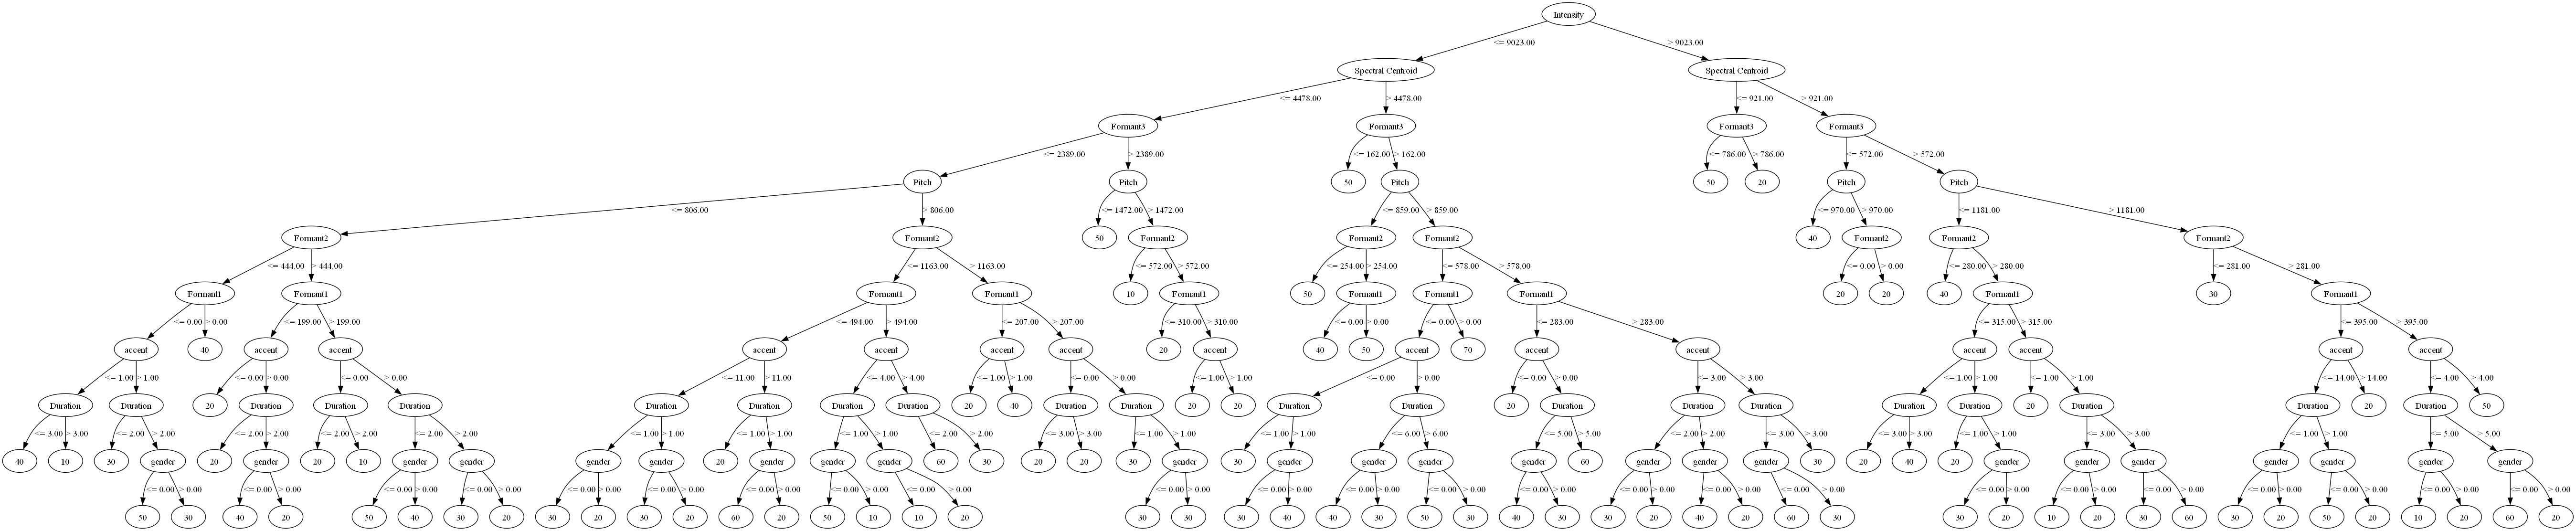 Intensity
<= 9023.00 > 9023.00
Spectral Centroid Spectral Centroid
<= 4478.00 > 4478.00 <= 921.00 > 921.00
Formant3 Formant3 Formant3 Formant3
<= 2389.00 > 2389.00 <= 162.00 > 162.00 <= 786.00 > 786.00 <= 572.00 > 572.00
Pitch Pitch 50 Pitch 50 20 Pitch Pitch
<= 806.00 > 806.00 <= 1472.00 > 1472.00 <= 859.00 > 859.00 <= 970.00 > 970.00 <= 1181.00 > 1181.00
Formant2 Formant2 50 Formant2 Formant2 Formant2 40 Formant2 Formant2 Formant2
<= 444.00 > 444.00 <= 1163.00 > 1163.00 <= 572.00 > 572.00 <= 254.00 > 254.00 <= 578.00 > 578.00 <= 0.00 > 0.00 <= 280.00 > 280.00 <= 281.00 > 281.00
Formant1 Formant1 Formant1 Formant1 10 Formant1 50 Formant1 Formant1 Formant1 20 20 40 Formant1 30 Formant1
<= 0.00 > 0.00 <= 199.00 > 199.00 <= 494.00 > 494.00 <= 207.00 > 207.00 <= 310.00 > 310.00 <= 0.00 > 0.00 <= 0.00 > 0.00 <= 283.00 > 283.00 <= 315.00 > 315.00 <= 395.00 > 395.00
accent 40 accent accent accent accent accent accent 20 accent 40 50 accent 70 accent accent accent accent accent accent
<= 1.00 > 1.00 <= 0.00 > 0.00 <= 0.00 > 0.00 <= 11.00 > 11.00 <= 4.00 > 4.00 <= 1.00 > 1.00 <= 0.00 > 0.00 <= 1.00 > 1.00 <= 0.00 > 0.00 <= 0.00 > 0.00 <= 3.00 > 3.00 <= 1.00 > 1.00 <= 1.00 > 1.00 <= 14.00 > 14.00 <= 4.00 > 4.00
Duration Duration 20 Duration Duration Duration Duration Duration Duration Duration 20 40 Duration Duration 20 20 Duration Duration 20 Duration Duration Duration Duration Duration 20 Duration Duration 20 Duration 50
<= 3.00 > 3.00 <= 2.00 > 2.00 <= 2.00 > 2.00 <= 2.00 > 2.00 <= 2.00 > 2.00 <= 1.00 > 1.00 <= 1.00 > 1.00 <= 1.00 > 1.00 <= 2.00 > 2.00 <= 3.00 > 3.00 <= 1.00 > 1.00 <= 1.00 > 1.00 <= 6.00 > 6.00 <= 5.00 > 5.00 <= 2.00 > 2.00 <= 3.00 > 3.00 <= 3.00 > 3.00 <= 1.00 > 1.00 <= 3.00 > 3.00 <= 1.00 > 1.00 <= 5.00 > 5.00
40 10 30 gender 20 gender 20 10 gender gender gender gender 20 gender gender gender 60 30 20 20 30 gender 30 gender gender gender gender 60 gender gender gender 30 20 40 20 gender gender gender gender gender gender gender
<= 0.00 > 0.00 <= 0.00 > 0.00 <= 0.00 > 0.00 <= 0.00 > 0.00 <= 0.00 > 0.00 <= 0.00 > 0.00 <= 0.00 > 0.00 <= 0.00 > 0.00 <= 0.00 > 0.00 <= 0.00 > 0.00 <= 0.00 > 0.00 <= 0.00 > 0.00 <= 0.00 > 0.00 <= 0.00 > 0.00 <= 0.00 > 0.00 <= 0.00 > 0.00 <= 0.00 > 0.00 <= 0.00 > 0.00 <= 0.00 > 0.00 <= 0.00 > 0.00 <= 0.00 > 0.00 <= 0.00 > 0.00 <= 0.00 > 0.00 <= 0.00 > 0.00
50 30 40 20 50 40 30 20 30 20 30 20 60 20 50 10 10 20 30 30 30 40 40 30 50 30 40 30 30 20 40 20 60 30 30 20 10 20 30 60 30 20 50 20 10 20 60 20